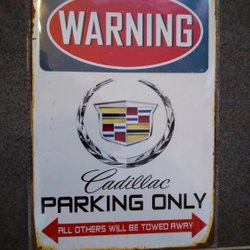 WARNING
Cadillac
PARKING ONLY
ALL OTHERS WILL BE TOWED AWAY